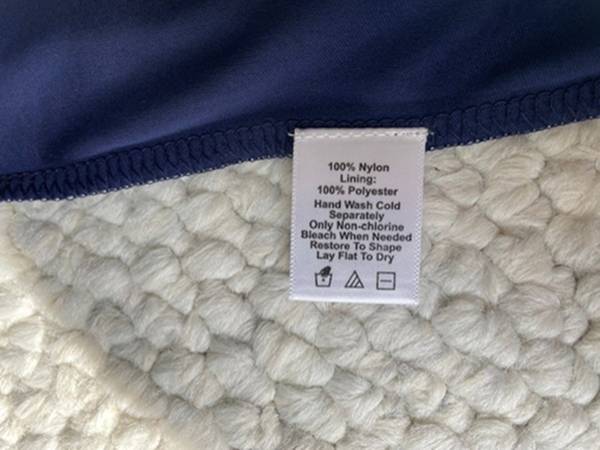 100% Nylon
Lining:
100% Polyester
Hand Wash Cold
Separately
Only Non-chlorine
Bleach When Needed
Restore To Shape
Lay Flat To Dry